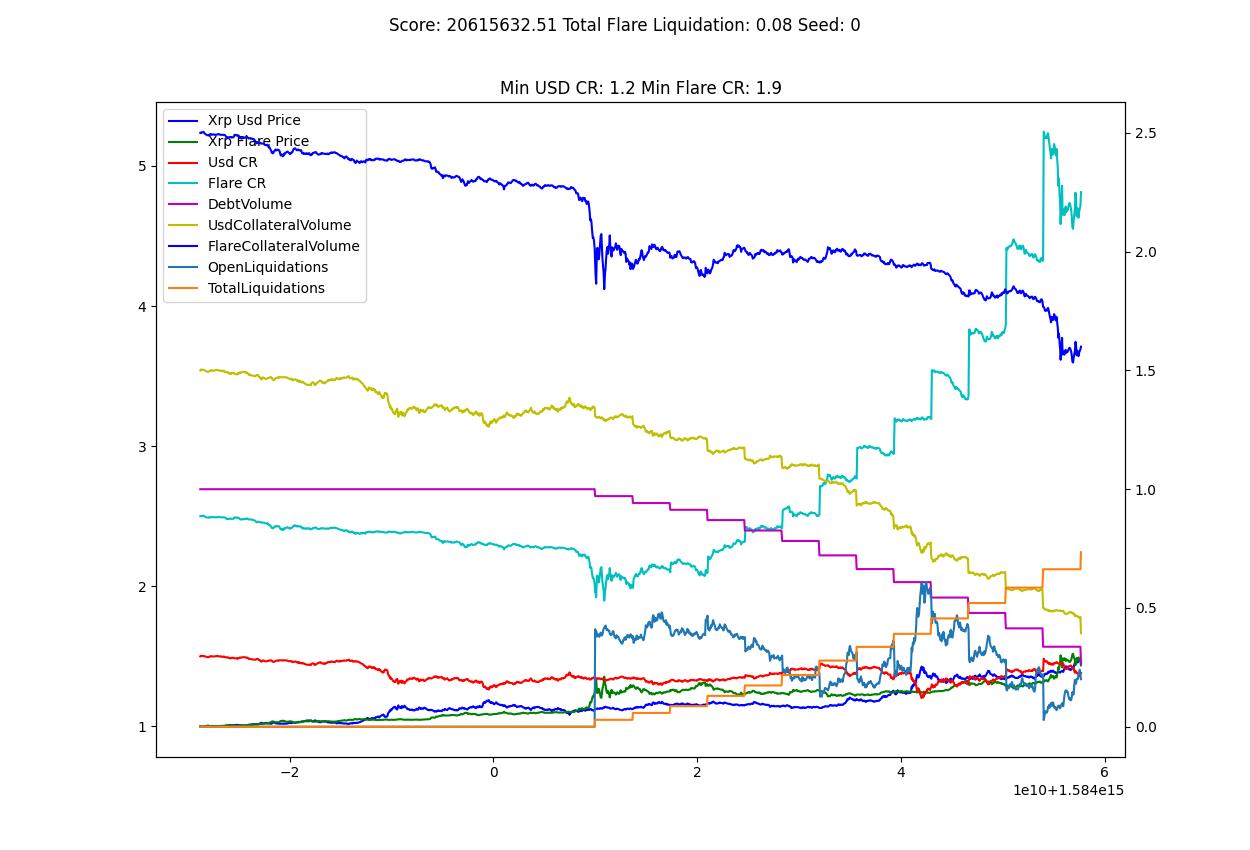 Score: 20615632.51 Total Flare Liquidation: 0.08 Seed: 0
Min USD CR: 1.2 Min Flare CR: 1.9
Xrp Usd Price
Xrp Flare Price
Usd CR
Flare CR
DebtVolume
UsdCollateralVolume
FlareCollateralVolume
OpenLiquidations
TotalLiquidations
5
4
3
2
1
2.5
2.0
1.5
1.0
0.5
0.0
−2 0 2 4 6
1e10+1.584e15